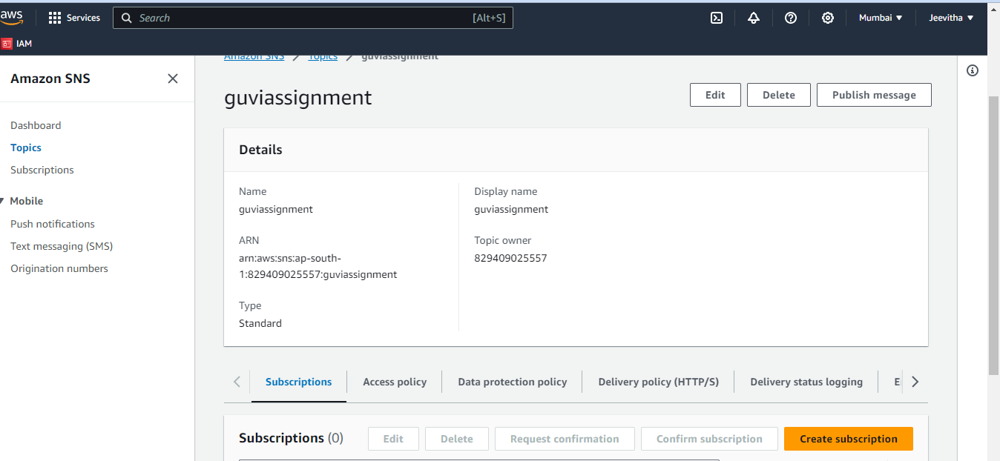 aws Services Search [Alt+S] Mumbai Jeevitha
IAM
Amazon SNS Topics guviassignment
Amazon SNS
Dashboard
Topics
Subscriptions
Mobile
Push notifications
Text messaging (SMS)
Origination numbers
guviassignment
Edit Delete Publish message
Details
Name
guviassignment
ARN
arn:aws:sns:ap-south-
1:829409025557:guviassignment
Type
Standard
Display name
guviassignment
Topic owner
829409025557
Subscriptions Access policy Data protection policy Delivery policy (HTTP/S) Delivery status logging
Subscriptions (0) Edit Delete Request confirmation Confirm subscription Create subscription